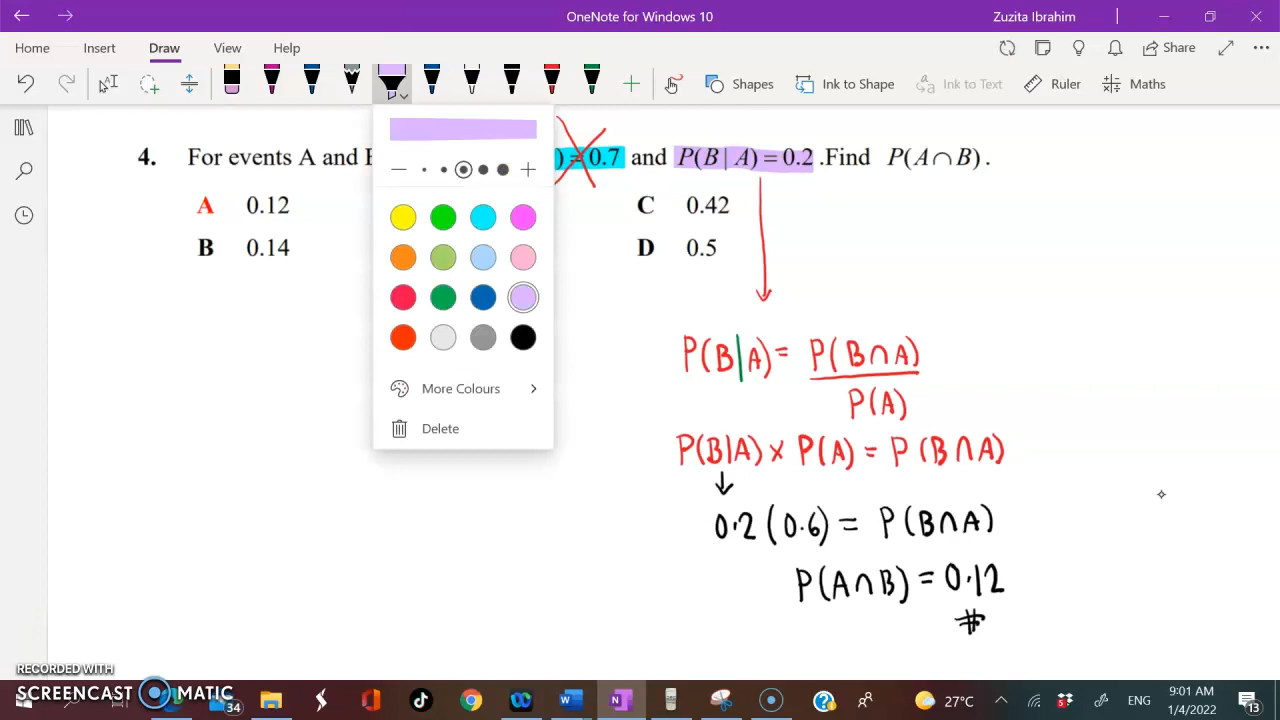 OneNote for Windows 10
Zuzita Ibrahim
Home Insert Draw View Help
Share
Shapes Ink to Shape Ink to Text Ruler Maths
4. For events A and ) = 0.7 and P(B | A) = 0.2 .Find P(A ∩ B) .
A 0.12
C 0.42
B 0.14
D 0.5
More Colours
Delete
P(B|A) = P(B∩A)
P(A)
P(B|A) × P(A) = P(B∩A)
0.2 (0.6) = P(B∩A)
P(A∩B) = 0.12
#
RECORDED WITH
SCREENCAST MATIC
34
27°C
ENG
9:01 AM
1/4/2022
13